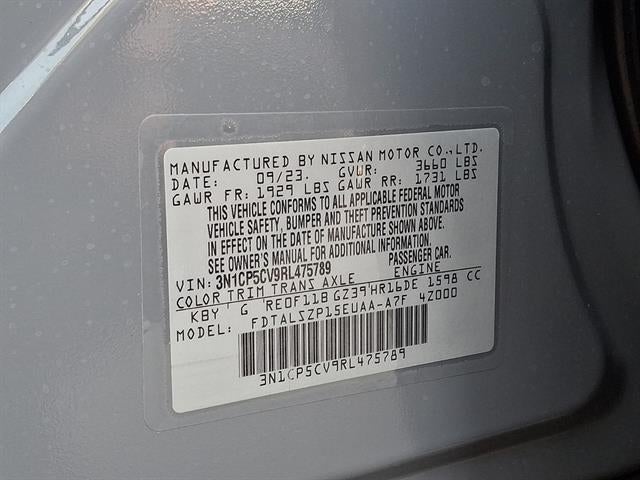 MANUFACTURED BY NISSAN MOTOR CO.,LTD.
DATE: 09/23. GVWR: 3660 LBS
GAWR FR: 1929 LBS GAWR RR: 1731 LBS
THIS VEHICLE CONFORMS TO ALL APPLICABLE FEDERAL MOTOR
VEHICLE SAFETY, BUMPER AND THEFT PREVENTION STANDARDS
IN EFFECT ON THE DATE OF MANUFACTURE SHOWN ABOVE.
SEE OWNER'S MANUAL FOR ADDITIONAL INFORMATION.
VIN: 3N1CP5CV9RL475789 PASSENGER CAR.
COLOR TRIM TRANS AXLE ENGINE
KBY G RE0F11B GZ39 HR16DE 1598 CC
MODEL: FDTALSZP15EUAA-A7F 4Z000
3N1CP5CV9RL475789